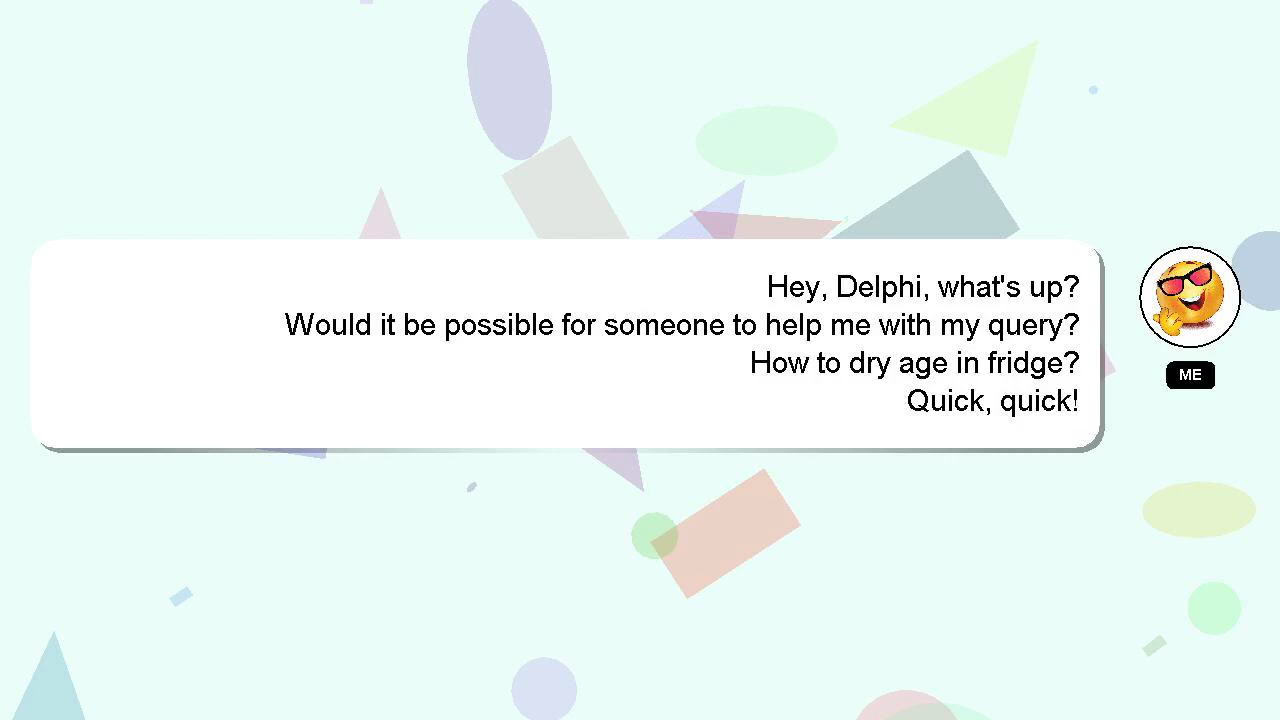 Hey, Delphi, what's up?
Would it be possible for someone to help me with my query?
How to dry age in fridge?
Quick, quick!
ME